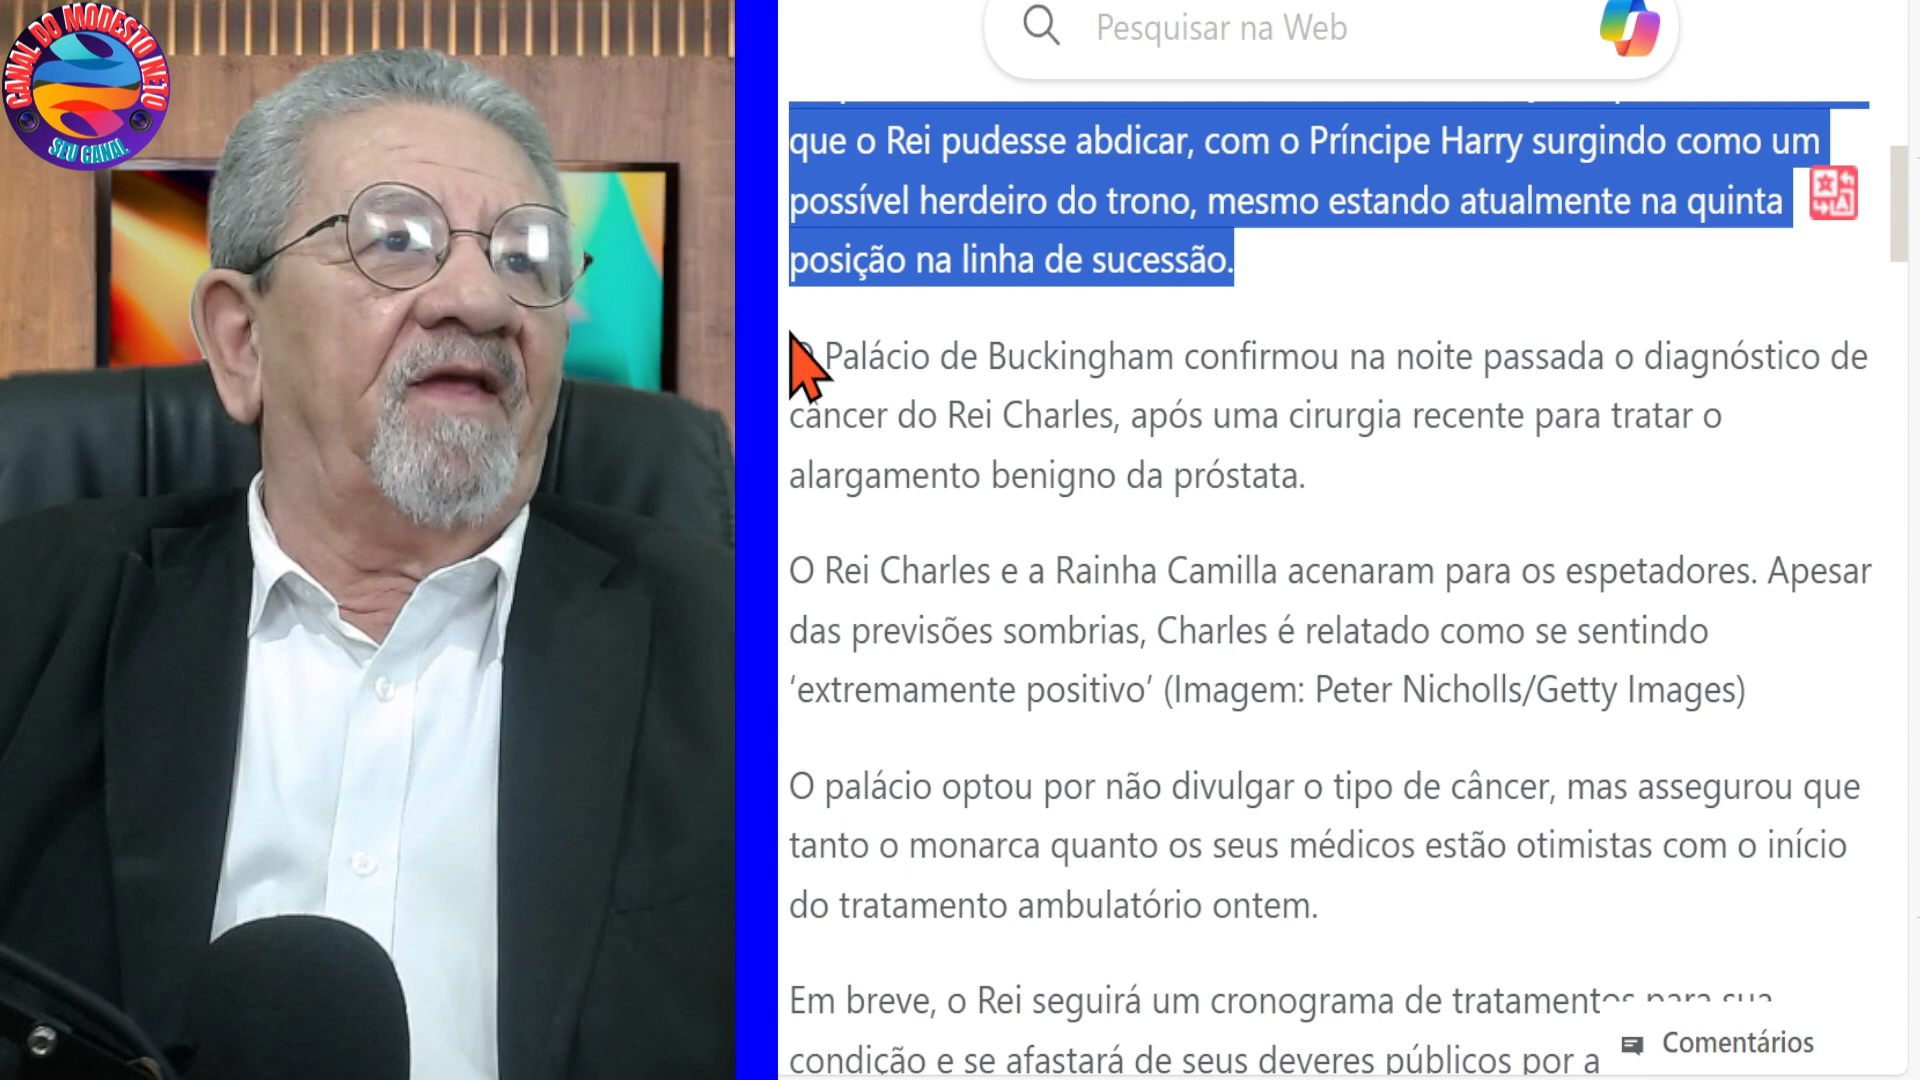 CANAL DO MODESTO NETO
SEU CANAL
Pesquisar na Web
que o Rei pudesse abdicar, com o Príncipe Harry surgindo como um
possível herdeiro do trono, mesmo estando atualmente na quinta
posição na linha de sucessão.
O Palácio de Buckingham confirmou na noite passada o diagnóstico de
câncer do Rei Charles, após uma cirurgia recente para tratar o
alargamento benigno da próstata.
O Rei Charles e a Rainha Camilla acenaram para os espetadores. Apesar
das previsões sombrias, Charles é relatado como se sentindo
‘extremamente positivo’ (Imagem: Peter Nicholls/Getty Images)
O palácio optou por não divulgar o tipo de câncer, mas assegurou que
tanto o monarca quanto os seus médicos estão otimistas com o início
do tratamento ambulatório ontem.
Em breve, o Rei seguirá um cronograma de tratamentos para sua
condição e se afastará de seus deveres públicos por a
Comentários